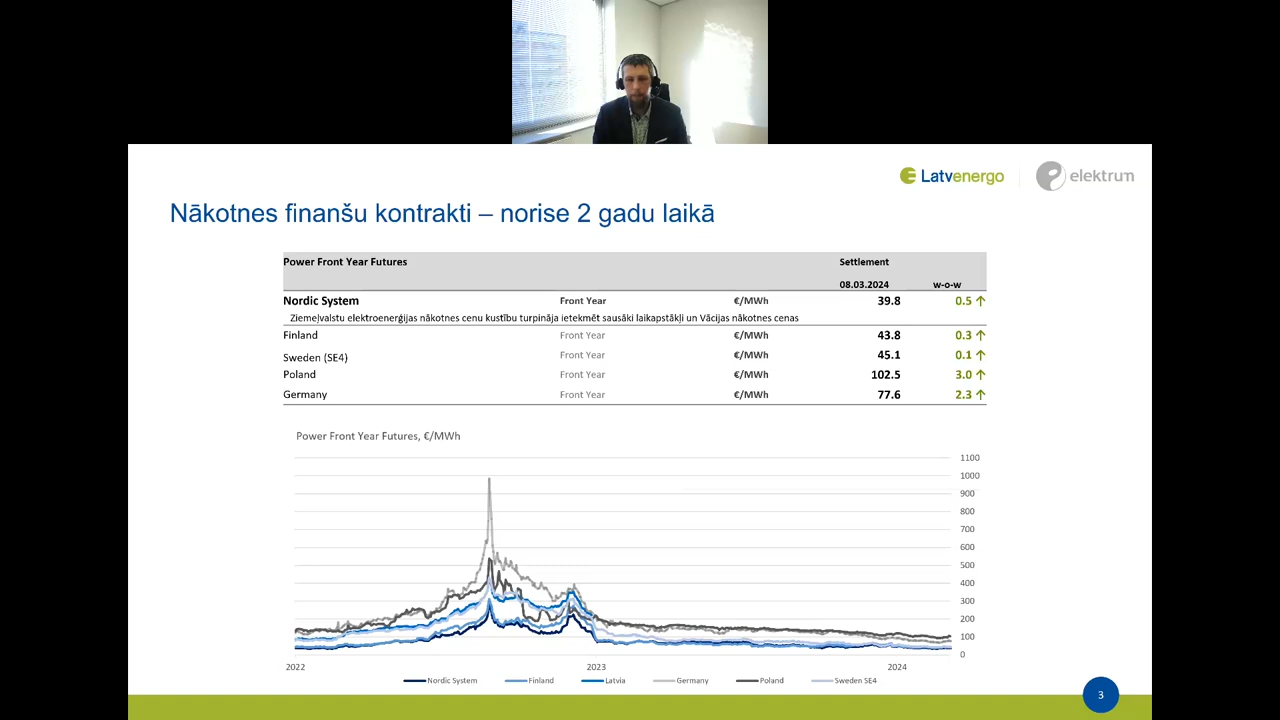 Latvenergo
elektrum
Nākotnes finanšu kontrakti – norise 2 gadu laikā
Power Front Year Futures Settlement
08.03.2024 w-o-w
Nordic System Front Year €/MWh 39.8 0.5 ↑
Ziemeļvalstu elektroenerģijas nākotnes cenu kustību turpināja ietekmēt sausāki laikapstākļi un Vācijas nākotnes cenas
Finland Front Year €/MWh 43.8 0.3 ↑
Sweden (SE4) Front Year €/MWh 45.1 0.1 ↑
Poland Front Year €/MWh 102.5 3.0 ↑
Germany Front Year €/MWh 77.6 2.3 ↑
Power Front Year Futures, €/MWh
1100
1000
900
800
700
600
500
400
300
200
100
0
2022 2023 2024
Nordic System Finland Latvia Germany Poland Sweden SE4
3